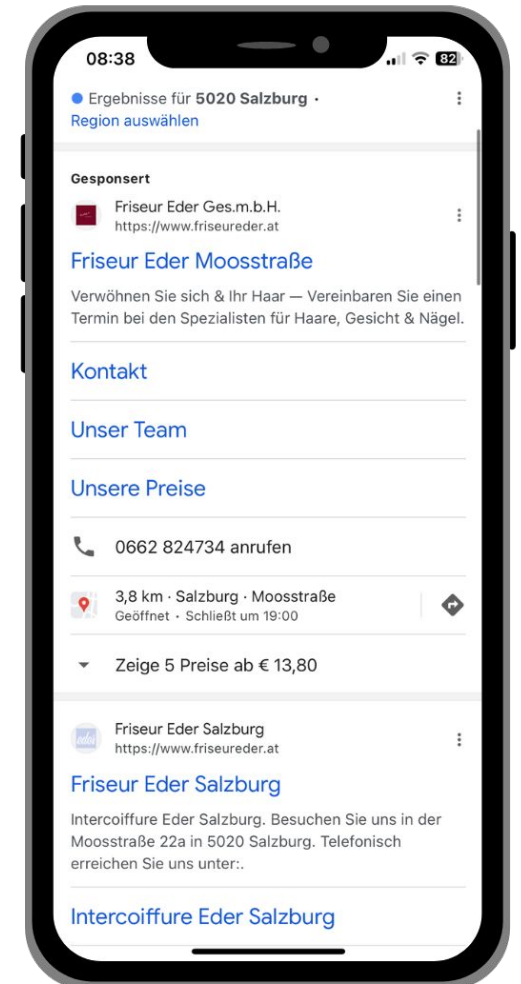 08:38
82
Ergebnisse für 5020 Salzburg ·
Region auswählen
Gesponsert
Friseur Eder Ges.m.b.H.
https://www.friseureder.at
Friseur Eder Moosstraße
Verwöhnen Sie sich & Ihr Haar — Vereinbaren Sie einen
Termin bei den Spezialisten für Haare, Gesicht & Nägel.
Kontakt
Unser Team
Unsere Preise
0662 824734 anrufen
3,8 km · Salzburg · Moosstraße
Geöffnet · Schließt um 19:00
Zeige 5 Preise ab € 13,80
eder
Friseur Eder Salzburg
https://www.friseureder.at
Friseur Eder Salzburg
Intercoiffure Eder Salzburg. Besuchen Sie uns in der
Moosstraße 22a in 5020 Salzburg. Telefonisch
erreichen Sie uns unter:.
Intercoiffure Eder Salzburg